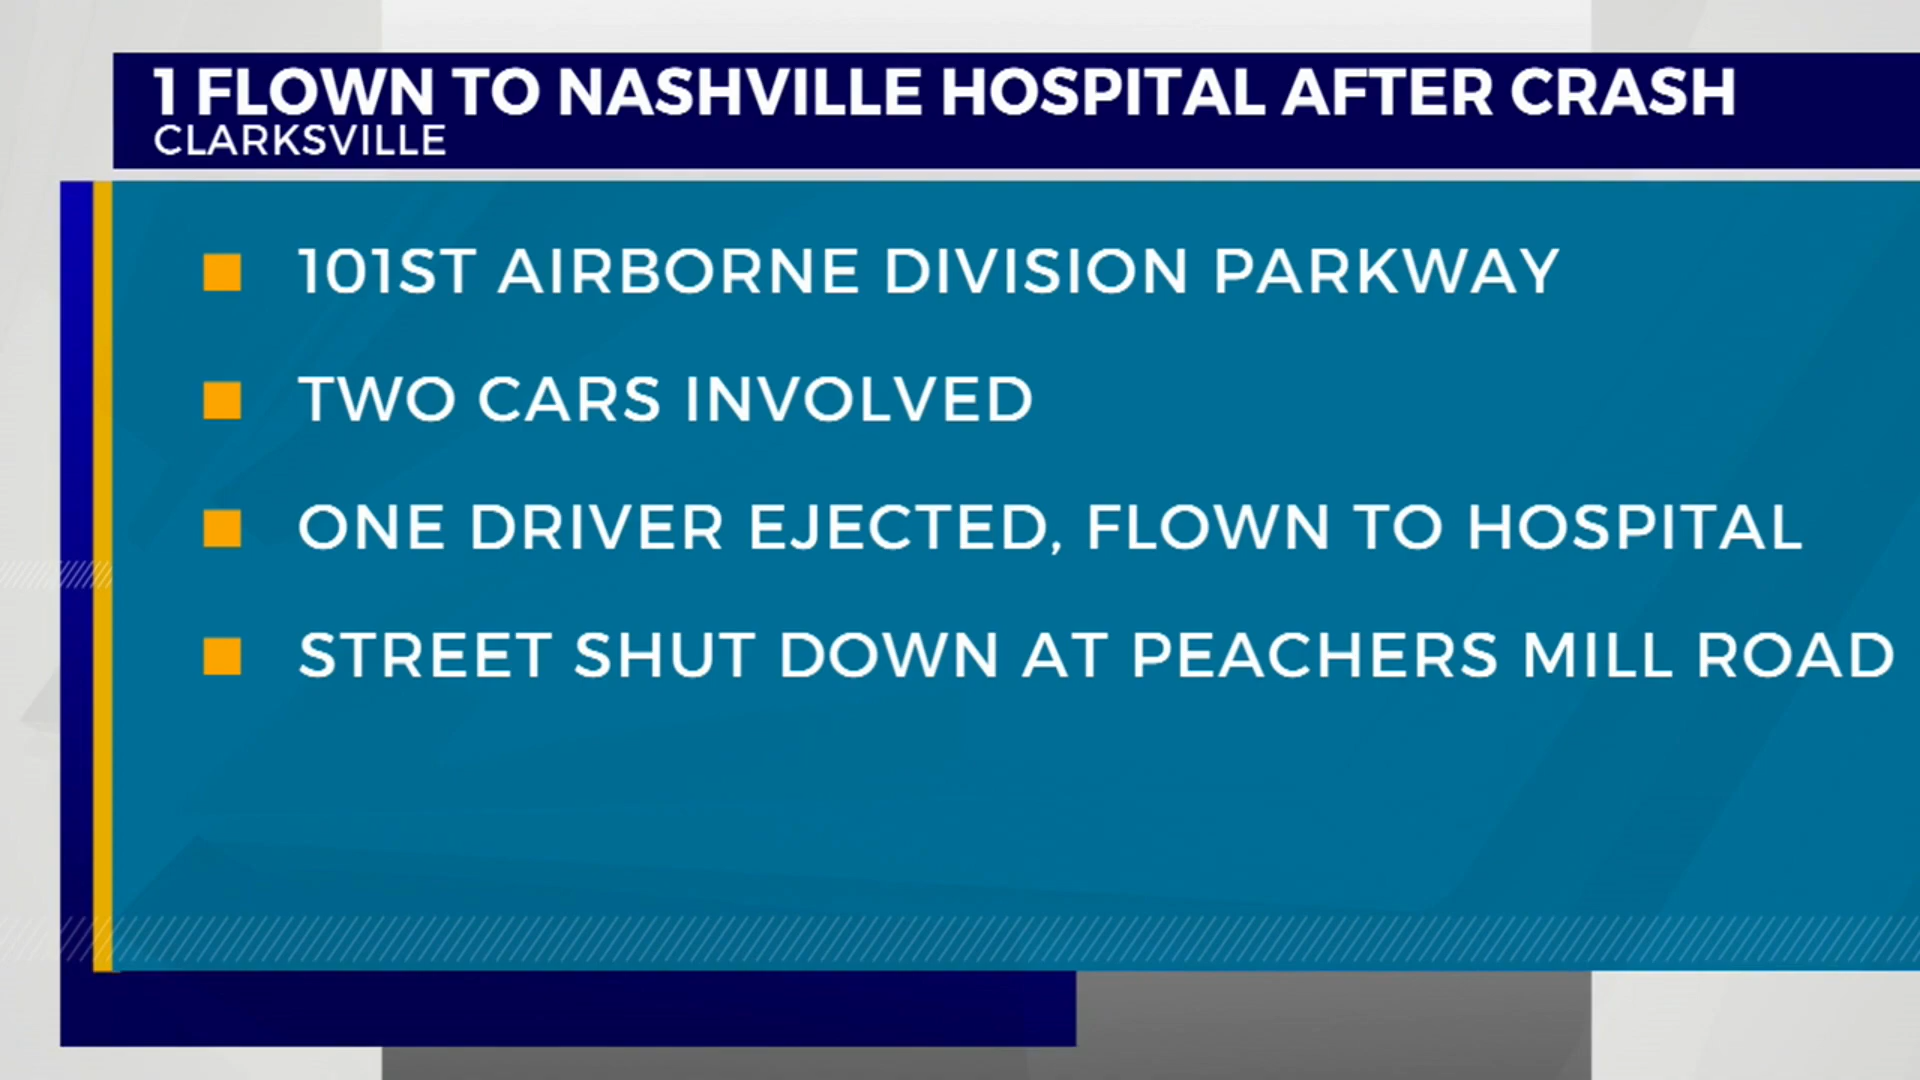 1 FLOWN TO NASHVILLE HOSPITAL AFTER CRASH
CLARKSVILLE
101ST AIRBORNE DIVISION PARKWAY
TWO CARS INVOLVED
ONE DRIVER EJECTED, FLOWN TO HOSPITAL
STREET SHUT DOWN AT PEACHERS MILL ROAD